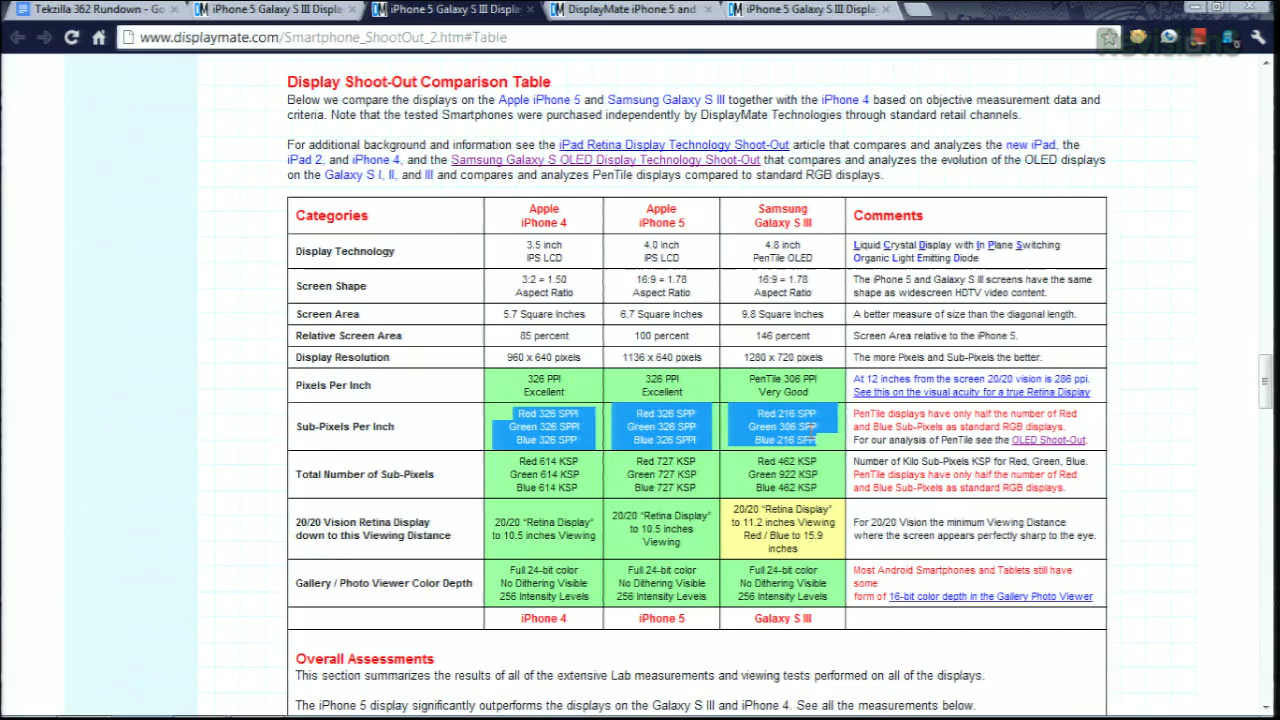 Tekzilla 362 Rundown - Go
iPhone 5 Galaxy S III Displ
iPhone 5 Galaxy S III Displ
DisplayMate iPhone 5 and
iPhone 5 Galaxy S III Displ
www.displaymate.com/Smartphone_ShootOut_2.htm#Table
Display Shoot-Out Comparison Table
Below we compare the displays on the Apple iPhone 5 and Samsung Galaxy S III together with the iPhone 4 based on objective measurement data and
criteria. Note that the tested Smartphones were purchased independently by DisplayMate Technologies through standard retail channels.
For additional background and information see the iPad Retina Display Technology Shoot-Out article that compares and analyzes the new iPad, the
iPad 2, and iPhone 4, and the Samsung Galaxy S OLED Display Technology Shoot-Out that compares and analyzes the evolution of the OLED displays
on the Galaxy S I, II, and III and compares and analyzes PenTile displays compared to standard RGB displays.
Categories
Apple
iPhone 4
Apple
iPhone 5
Samsung
Galaxy S III
Comments
Display Technology
3.5 inch
IPS LCD
4.0 inch
IPS LCD
4.8 inch
PenTile OLED
Liquid Crystal Display with In Plane Switching
Organic Light Emitting Diode
Screen Shape
3:2 = 1.50
Aspect Ratio
16:9 = 1.78
Aspect Ratio
16:9 = 1.78
Aspect Ratio
The iPhone 5 and Galaxy S III screens have the same
shape as widescreen HDTV video content.
Screen Area
5.7 Square Inches
6.7 Square Inches
9.8 Square Inches
A better measure of size than the diagonal length.
Relative Screen Area
85 percent
100 percent
146 percent
Screen Area relative to the iPhone 5.
Display Resolution
960 x 640 pixels
1136 x 640 pixels
1280 x 720 pixels
The more Pixels and Sub-Pixels the better.
Pixels Per Inch
326 PPI
Excellent
326 PPI
Excellent
PenTile 306 PPI
Very Good
At 12 inches from the screen 20/20 vision is 286 ppi.
See this on the visual acuity for a true Retina Display
Sub-Pixels Per Inch
Red 326 SPPI
Green 326 SPPI
Blue 326 SPPI
Red 326 SPPI
Green 326 SPPI
Blue 326 SPPI
Red 216 SPPI
Green 306 SPPI
Blue 216 SPPI
PenTile displays have only half the number of Red
and Blue Sub-Pixels as standard RGB displays.
For our analysis of PenTile see the OLED Shoot-Out.
Total Number of Sub-Pixels
Red 614 KSP
Green 614 KSP
Blue 614 KSP
Red 727 KSP
Green 727 KSP
Blue 727 KSP
Red 462 KSP
Green 922 KSP
Blue 462 KSP
Number of Kilo Sub-Pixels KSP for Red, Green, Blue.
PenTile displays have only half the number of Red
and Blue Sub-Pixels as standard RGB displays.
20/20 Vision Retina Display
down to this Viewing Distance
20/20 "Retina Display"
to 10.5 inches Viewing
20/20 "Retina Display"
to 10.5 inches
Viewing
20/20 "Retina Display"
to 11.2 inches Viewing
Red / Blue to 15.9
inches
For 20/20 Vision the minimum Viewing Distance
where the screen appears perfectly sharp to the eye.
Gallery / Photo Viewer Color Depth
Full 24-bit color
No Dithering Visible
256 Intensity Levels
Full 24-bit color
No Dithering Visible
256 Intensity Levels
Full 24-bit color
No Dithering Visible
256 Intensity Levels
Most Android Smartphones and Tablets still have
some
form of 16-bit color depth in the Gallery Photo Viewer
iPhone 4
iPhone 5
Galaxy S III
Overall Assessments
This section summarizes the results of all of the extensive Lab measurements and viewing tests performed on all of the displays.
The iPhone 5 display significantly outperforms the displays on the Galaxy S III and iPhone 4. See all the measurements below.